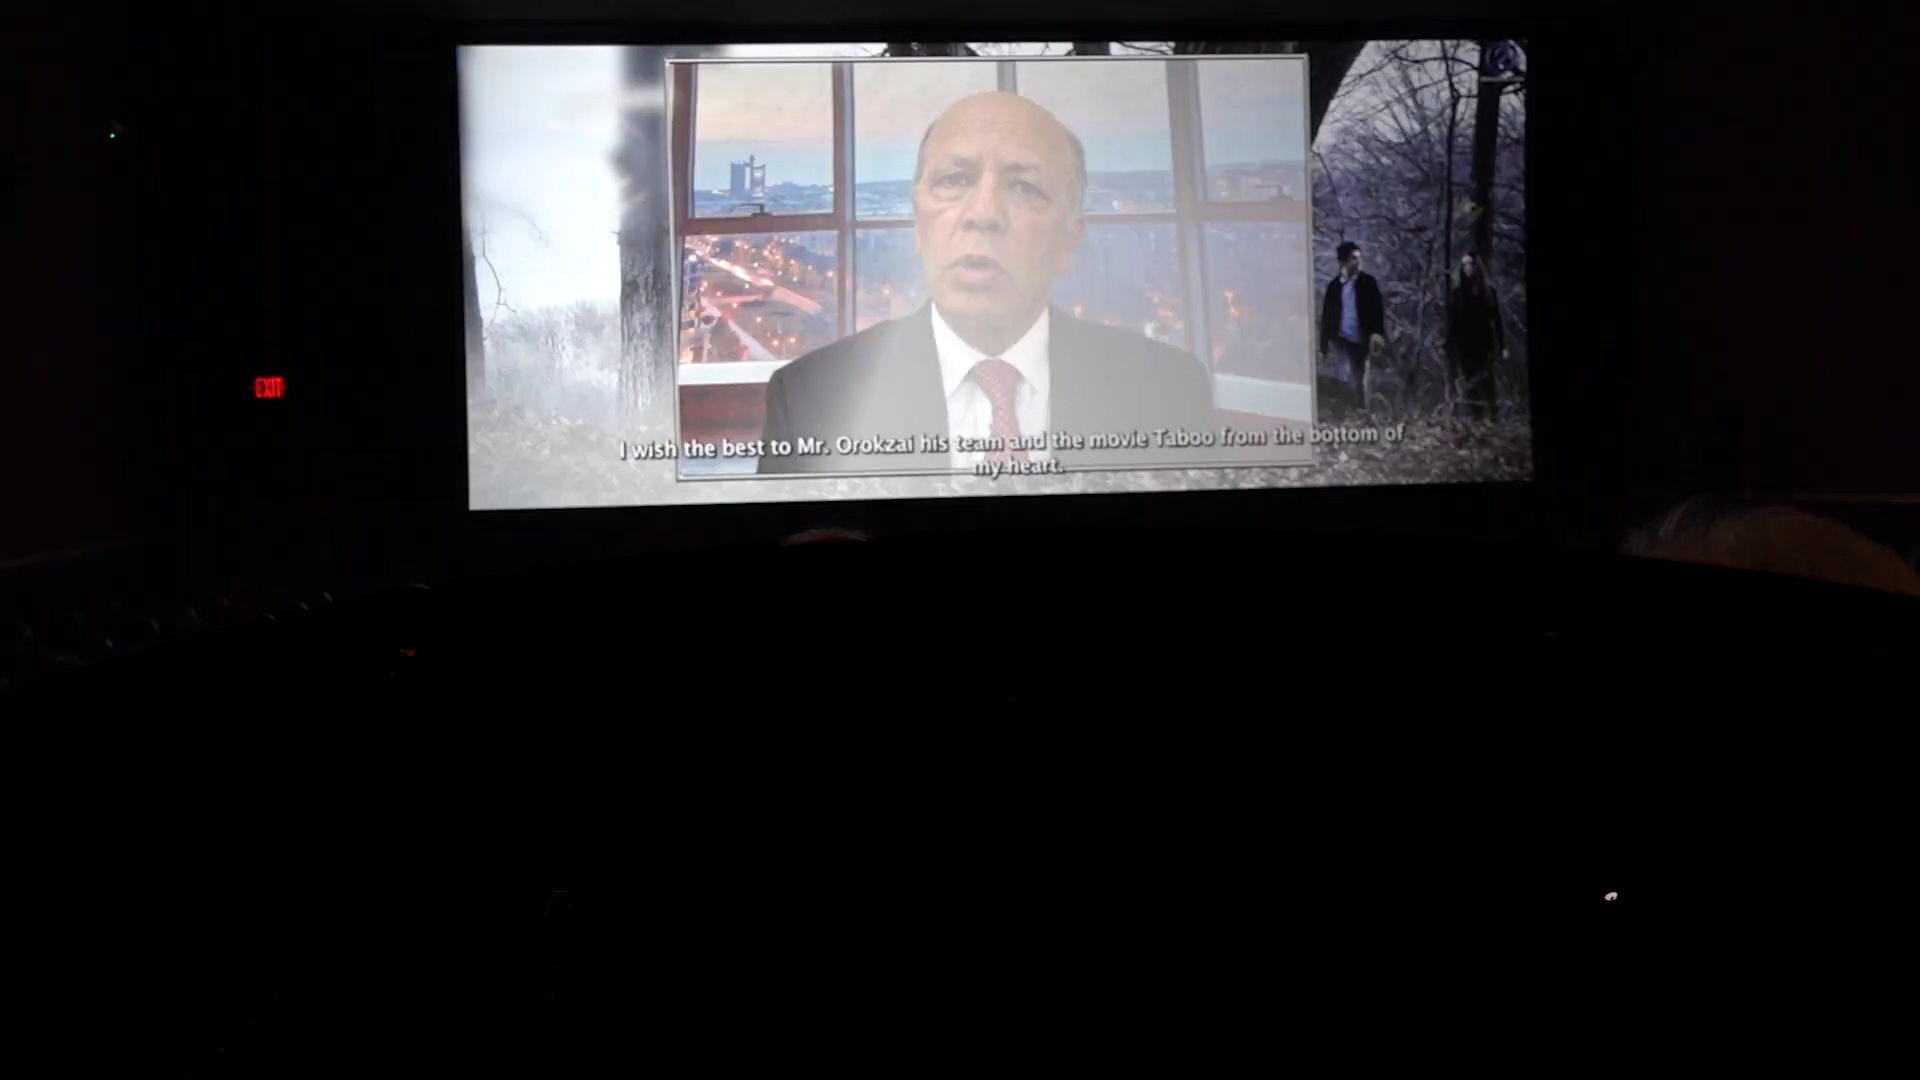 EXIT
I wish the best to Mr. Orokzai his team and the movie Taboo from the bottom of
my heart.